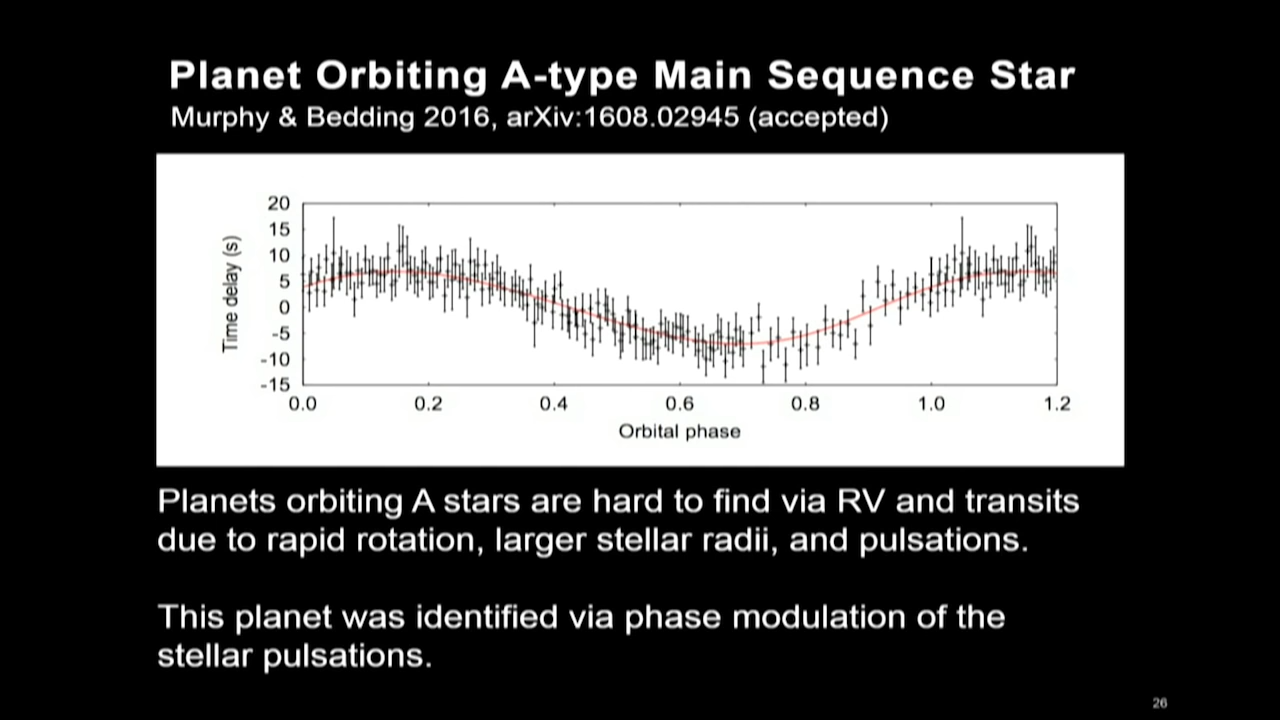 Planet Orbiting A-type Main Sequence Star
Murphy & Bedding 2016, arXiv:1608.02945 (accepted)
20
15
10
5
0
-5
-10
-15
Time delay (s)
0.0 0.2 0.4 0.6 0.8 1.0 1.2
Orbital phase
Planets orbiting A stars are hard to find via RV and transits
due to rapid rotation, larger stellar radii, and pulsations.
This planet was identified via phase modulation of the
stellar pulsations.
26